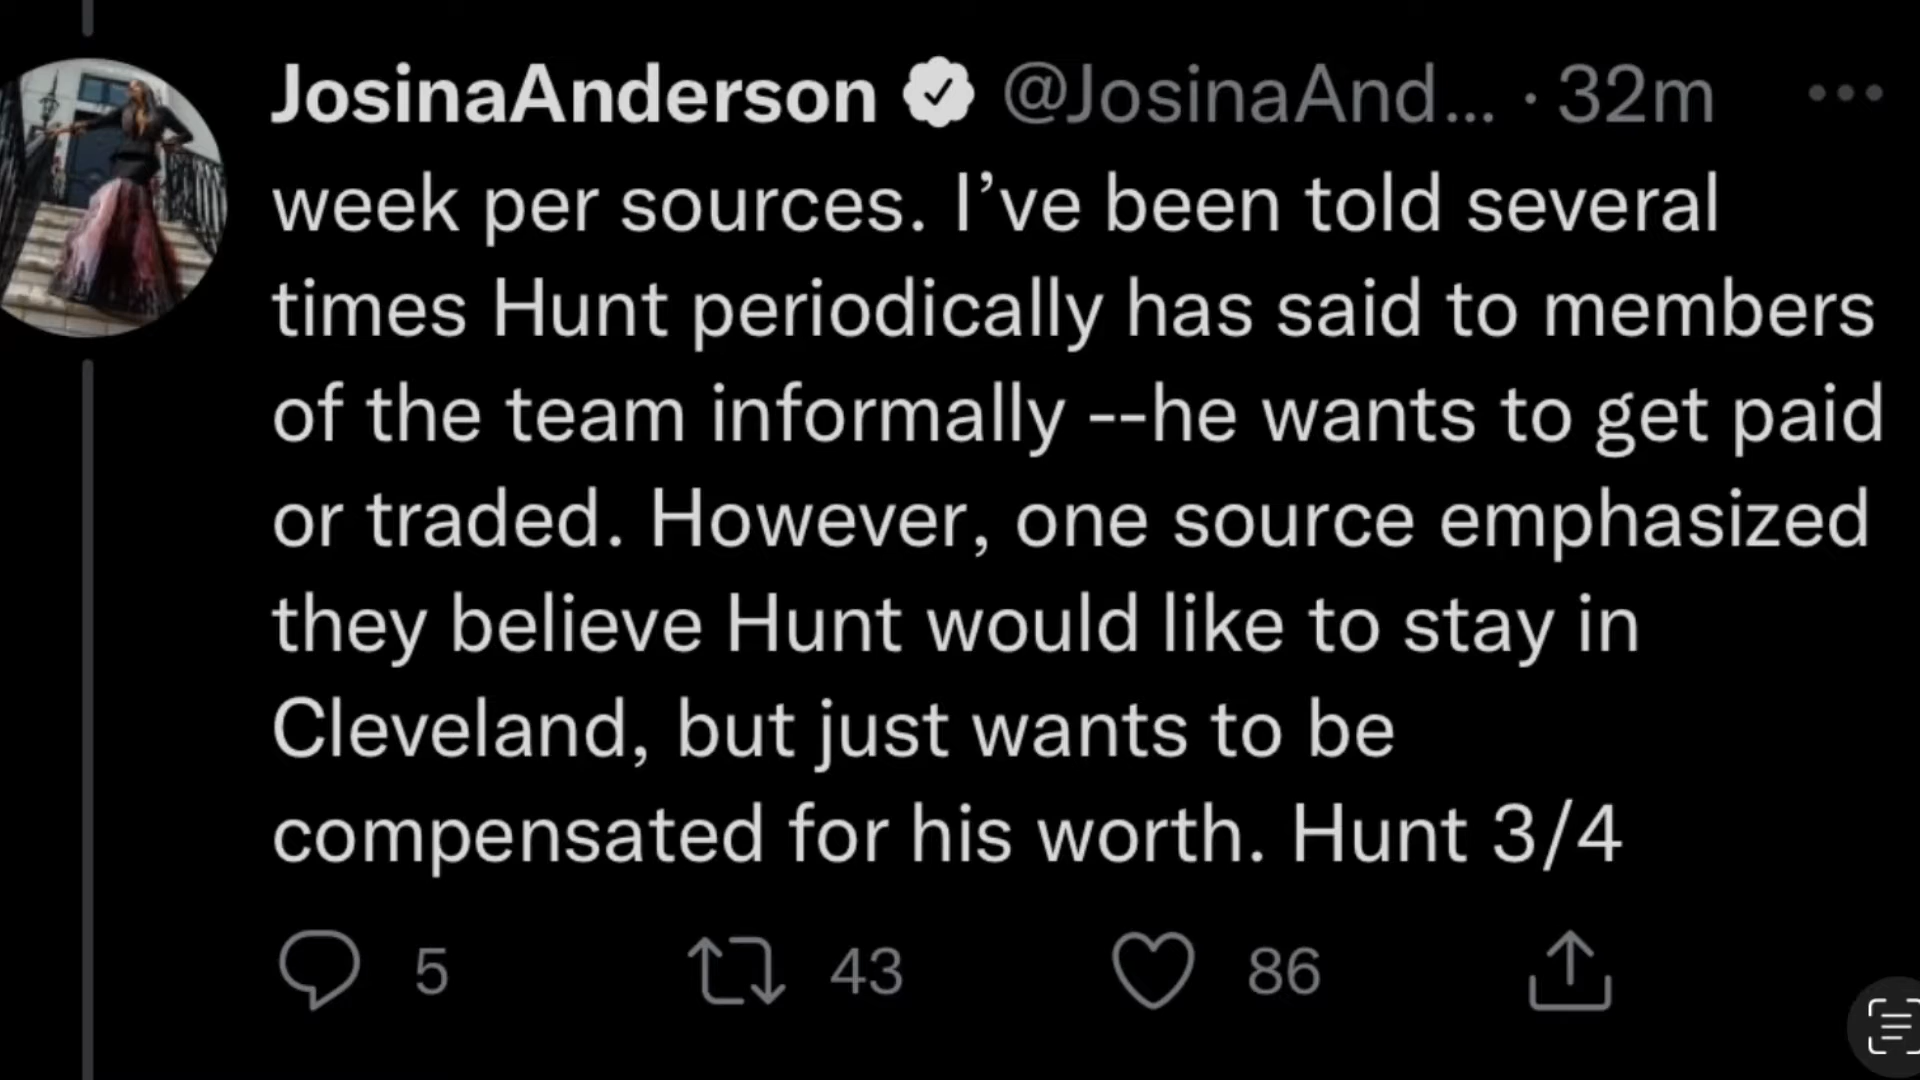 JosinaAnderson @JosinaAnd... · 32m
week per sources. I’ve been told several
times Hunt periodically has said to members
of the team informally --he wants to get paid
or traded. However, one source emphasized
they believe Hunt would like to stay in
Cleveland, but just wants to be
compensated for his worth. Hunt 3/4
5 43 86